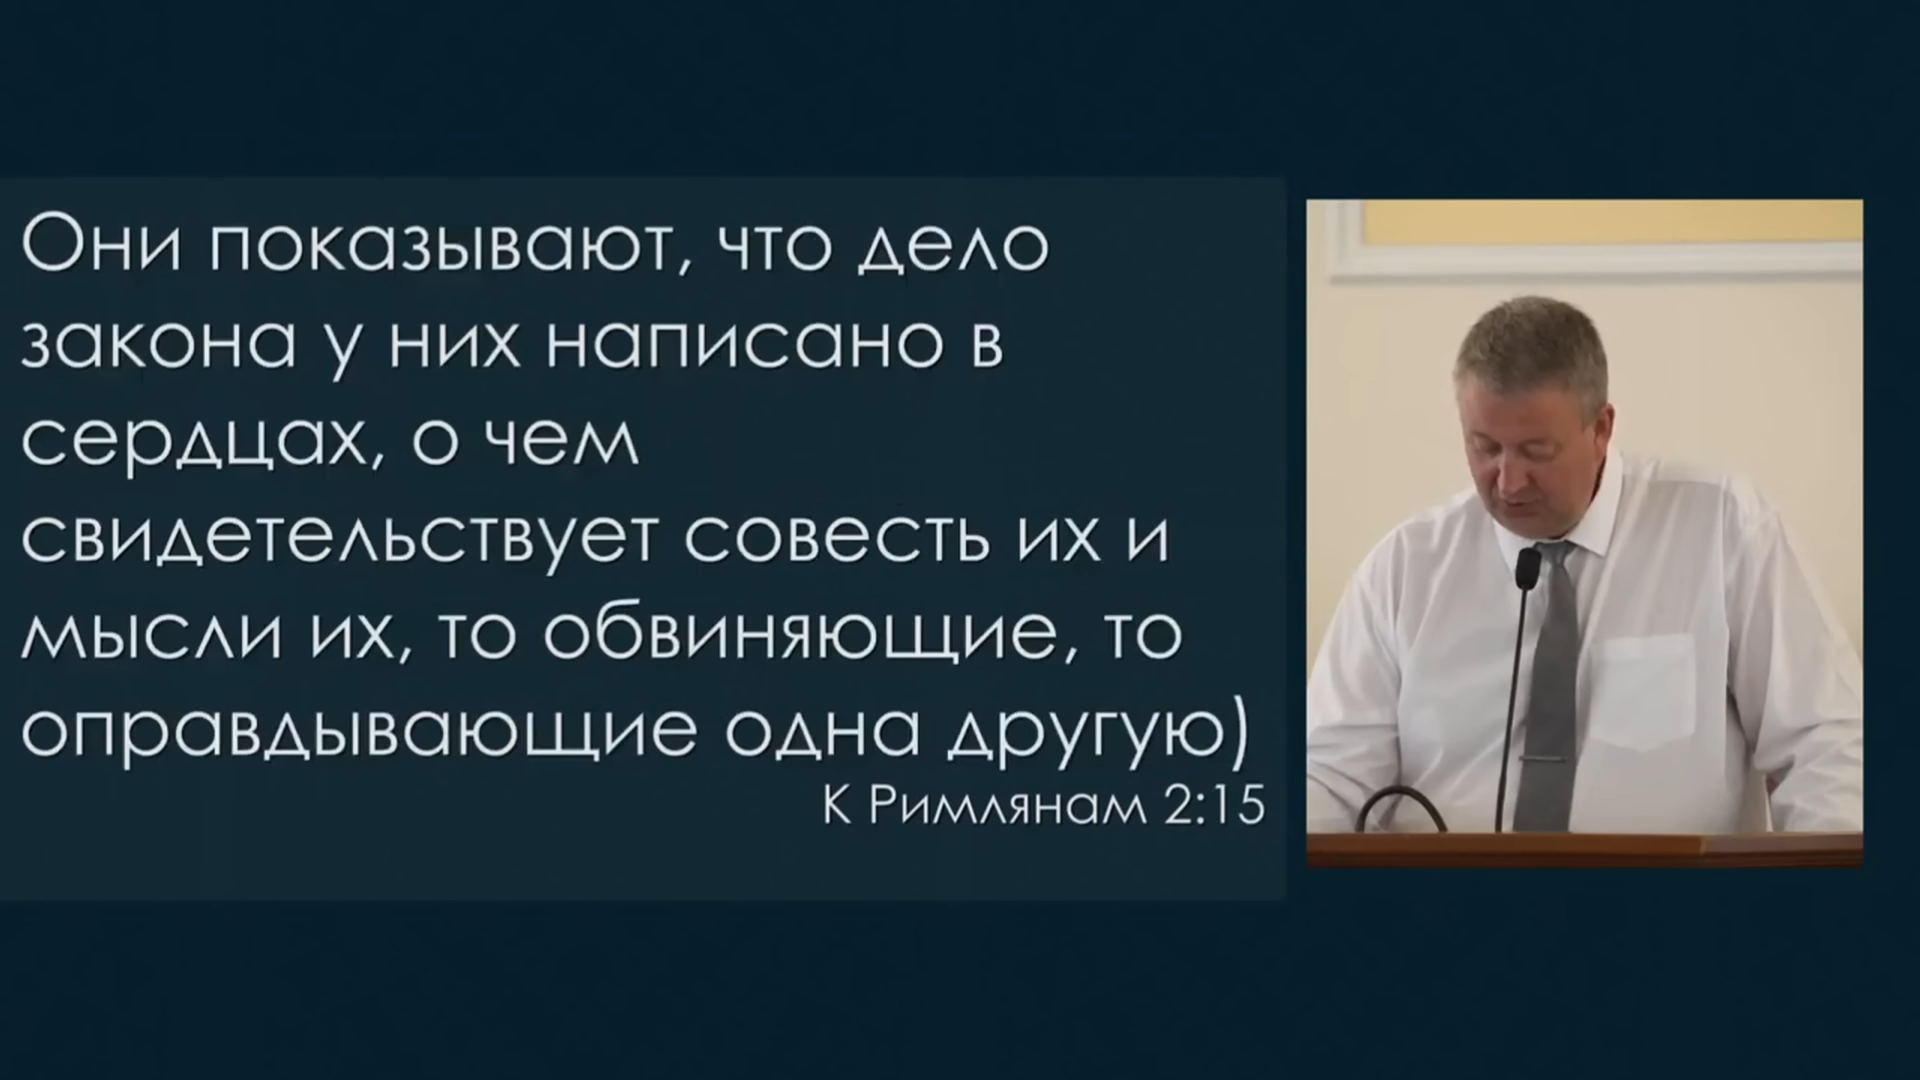 Они показывают, что дело
закона у них написано в
сердцах, о чем
свидетельствует совесть их и
мысли их, то обвиняющие, то
оправдывающие одна другую)
К Римлянам 2:15